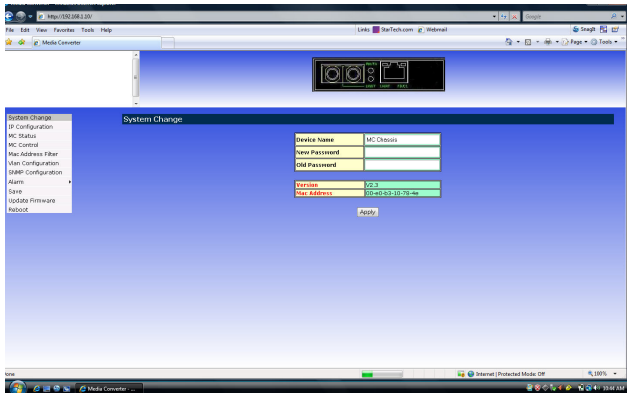 http://192.168.1.10/
Google
File Edit View Favorites Tools Help
Links StarTech.com Webmail
SnagIt
Media Converter
Page Tools
System Change
IP Configuration
MC Status
MC Control
Mac Address Filter
Vlan Configuration
SNMP Configuration
Alarm
Save
Update Firmware
Reboot
System Change
Device Name MC Chassis
New Password
Old Password
Version V2.3
Mac Address 00-e0-b3-10-78-4e
Apply
Done
Internet | Protected Mode: Off
100%
Media Converter - ...
10:44 AM